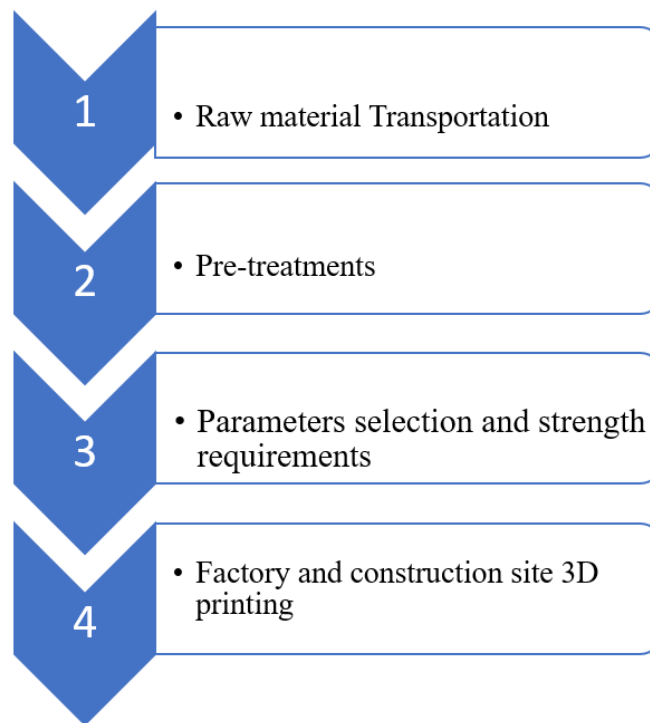 1
• Raw material Transportation
2
• Pre-treatments
3
• Parameters selection and strength
requirements
4
• Factory and construction site 3D
printing